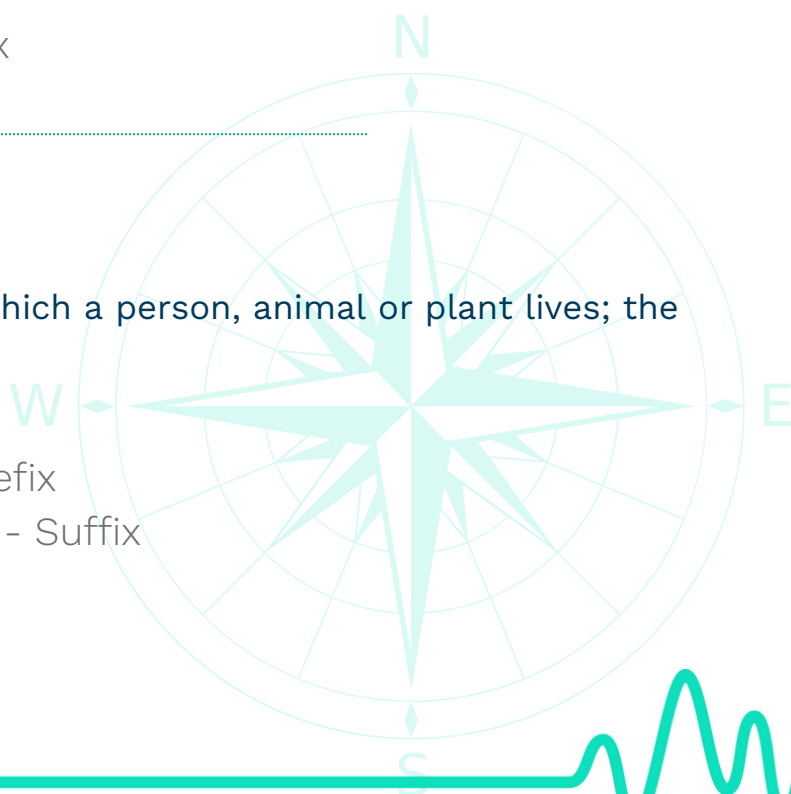 N
x
hich a person, animal or plant lives; the
W E
efix
- Suffix
S